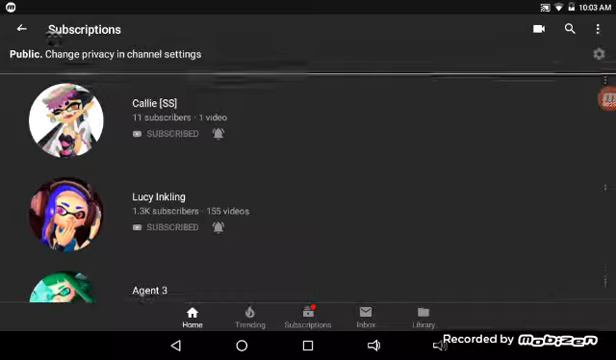 10:03 AM
Subscriptions
Public. Change privacy in channel settings
Callie [SS]
11 subscribers · 1 video
SUBSCRIBED
Lucy Inkling
1.3K subscribers · 155 videos
SUBSCRIBED
Agent 3
Home
Trending
Subscriptions
Inbox
Library
Recorded by
mobizen